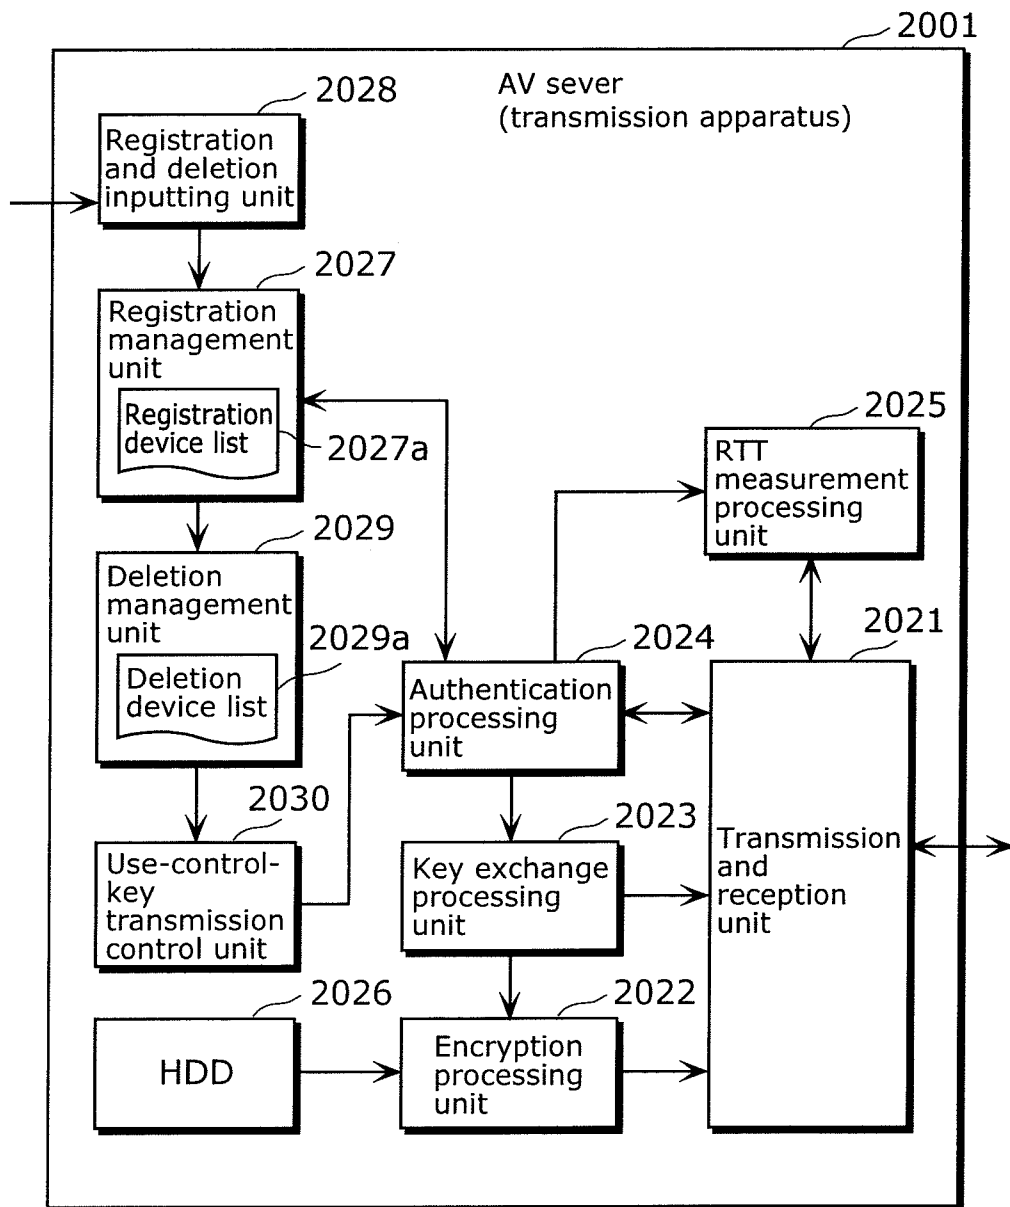 2001
AV sever
(transmission apparatus)
2028
Registration
and deletion
inputting unit
2027
Registration
management
unit
Registration
device list
2027a
2025
RTT
measurement
processing
unit
2029
Deletion
management
unit
2029a
Deletion
device list
2024
Authentication
processing
unit
2021
Transmission
and
reception
unit
2030
Use-control-
key
transmission
control unit
2023
Key exchange
processing
unit
2026
HDD
2022
Encryption
processing
unit